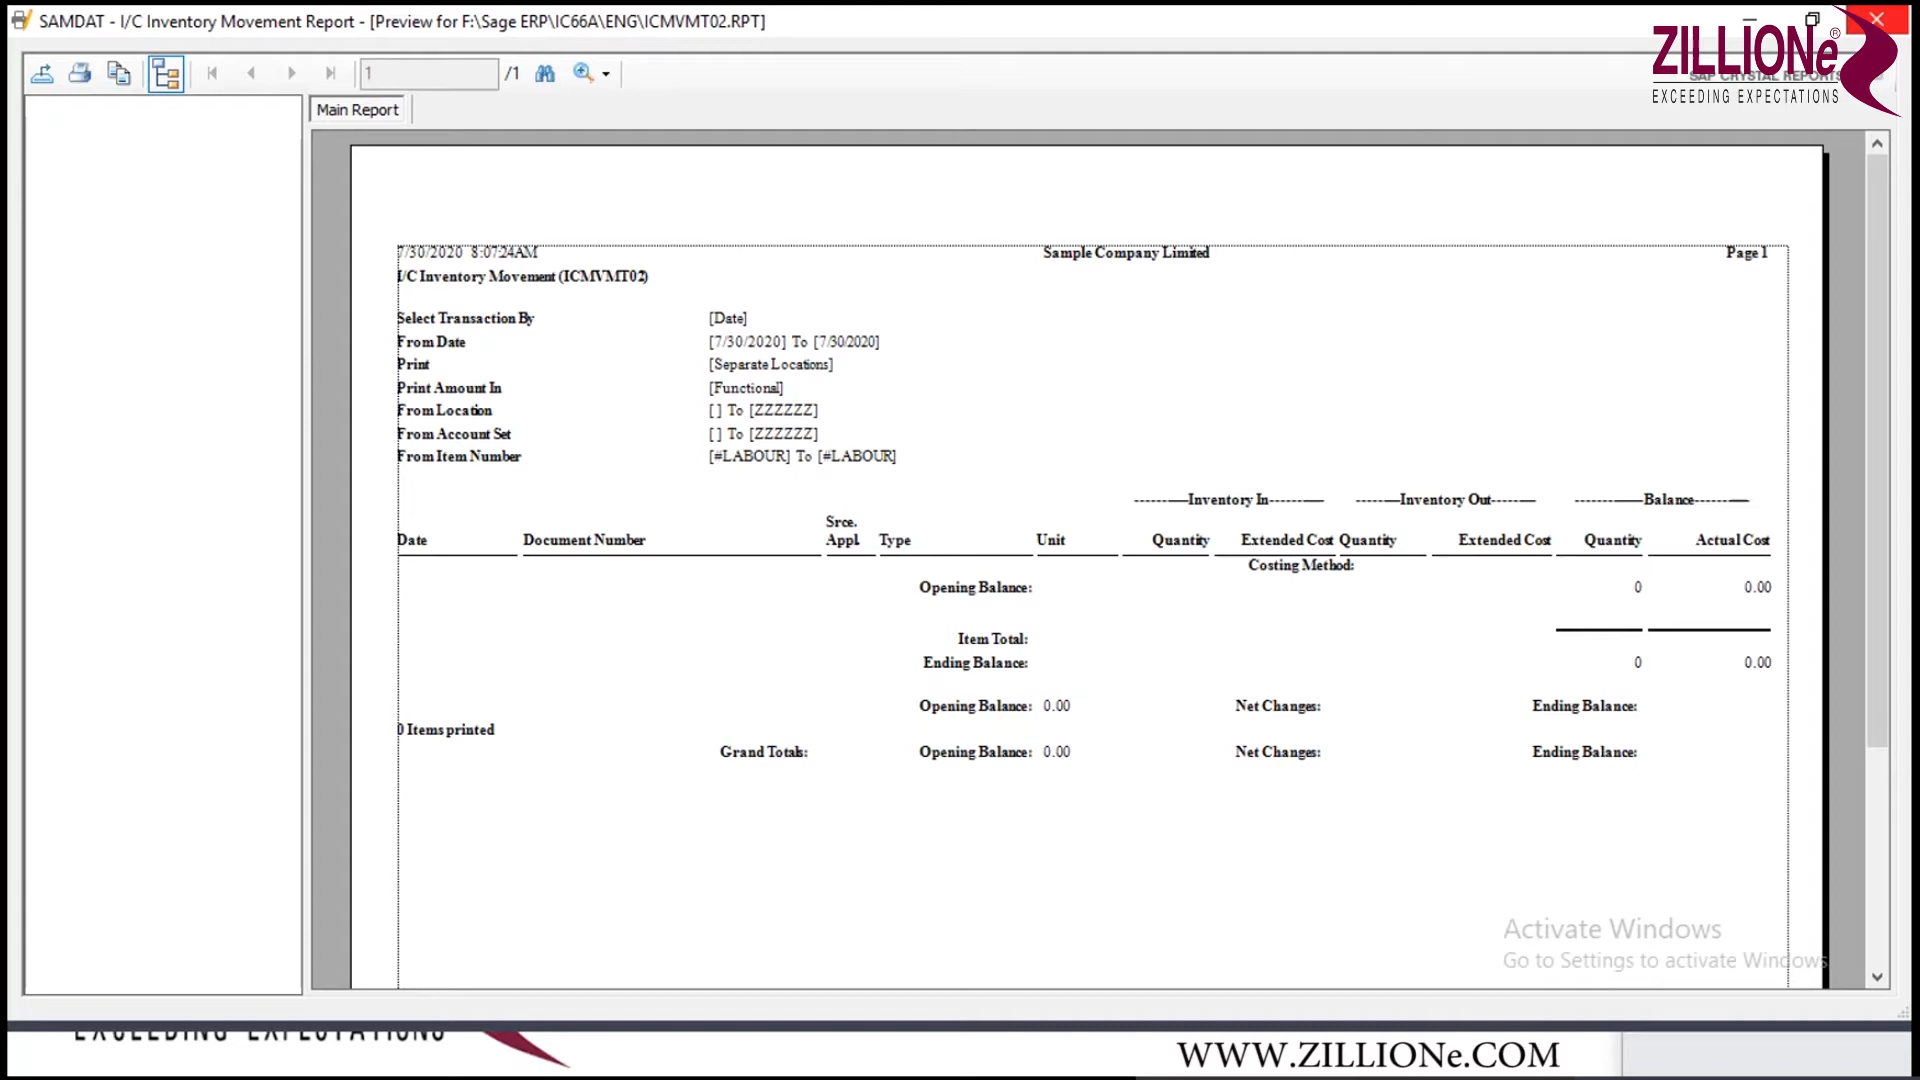 SAMDAT - I/C Inventory Movement Report - [Preview for F:\Sage ERP\IC66A\ENG\ICMVMT02.RPT]
ZILLIONe®
SAP CRYSTAL REPORTS
EXCEEDING EXPECTATIONS
1 /1
Main Report
7/30/2020 8:07:24AM Sample Company Limited Page 1
I/C Inventory Movement (ICMVMT02)
Select Transaction By [Date]
From Date [7/30/2020] To [7/30/2020]
Print [Separate Locations]
Print Amount In [Functional]
From Location [ ] To [ZZZZZZ]
From Account Set [ ] To [ZZZZZZ]
From Item Number [#LABOUR] To [#LABOUR]
Inventory In Inventory Out Balance
Srce.
Date Document Number Appl. Type Unit Quantity Extended Cost Quantity Extended Cost Quantity Actual Cost
Costing Method:
Opening Balance: 0 0.00
Item Total:
Ending Balance: 0 0.00
Opening Balance: 0.00 Net Changes: Ending Balance:
0 Items printed
Grand Totals: Opening Balance: 0.00 Net Changes: Ending Balance:
Activate Windows
Go to Settings to activate Windows
EXCEEDING EXPECTATIONS
WWW.ZILLIONe.COM